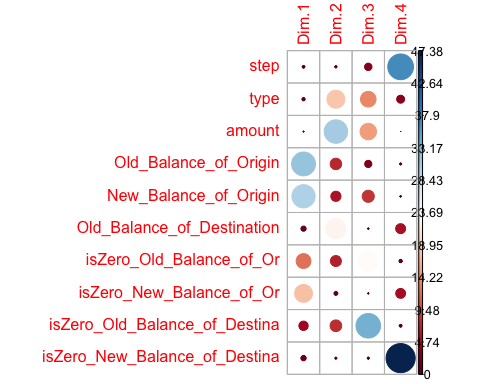 Dim.1 Dim.2 Dim.3 Dim.4
47.38
step
42.64
type
37.9
amount
33.17
Old_Balance_of_Origin
28.43
New_Balance_of_Origin
23.69
Old_Balance_of_Destination
18.95
isZero_Old_Balance_of_Or
14.22
isZero_New_Balance_of_Or
9.48
isZero_Old_Balance_of_Destina
4.74
isZero_New_Balance_of_Destina
0